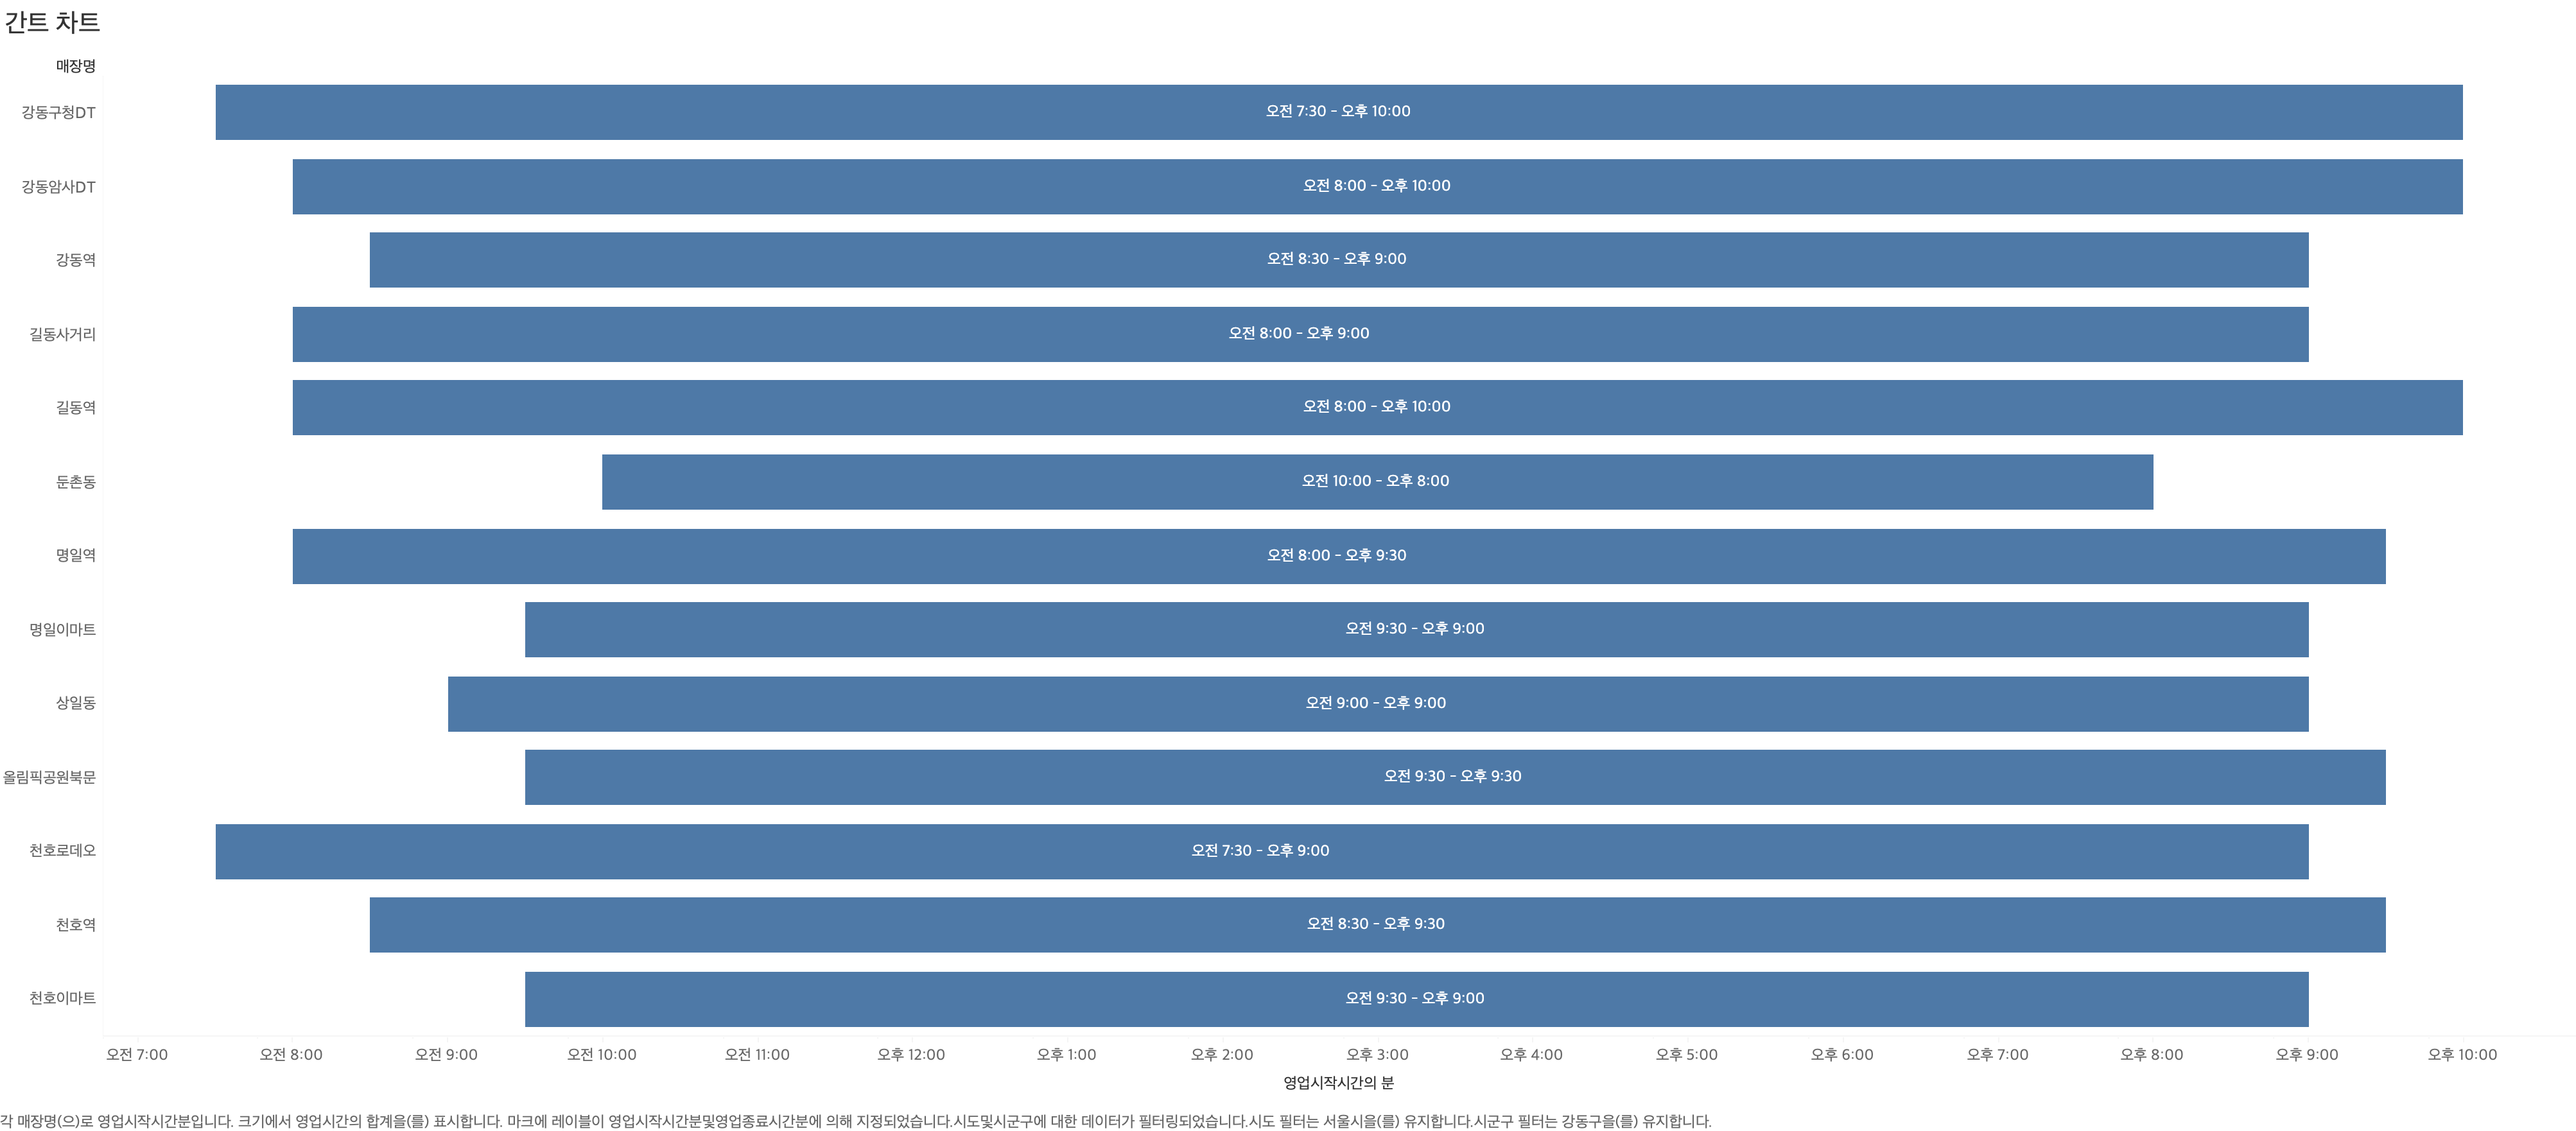 간트 차트
매장명
강동구청DT
오전 7:30 - 오후 10:00
강동암사DT
오전 8:00 - 오후 10:00
강동역
오전 8:30 - 오후 9:00
길동사거리
오전 8:00 - 오후 9:00
길동역
오전 8:00 - 오후 10:00
둔촌동
오전 10:00 - 오후 8:00
명일역
오전 8:00 - 오후 9:30
명일이마트
오전 9:30 - 오후 9:00
상일동
오전 9:00 - 오후 9:00
올림픽공원북문
오전 9:30 - 오후 9:30
천호로데오
오전 7:30 - 오후 9:00
천호역
오전 8:30 - 오후 9:30
천호이마트
오전 9:30 - 오후 9:00
오전 7:00 오전 8:00 오전 9:00 오전 10:00 오전 11:00 오후 12:00 오후 1:00 오후 2:00 오후 3:00 오후 4:00 오후 5:00 오후 6:00 오후 7:00 오후 8:00 오후 9:00 오후 10:00
영업시작시간의 분
각 매장명(으)로 영업시작시간분입니다. 크기에서 영업시간의 합계을(를) 표시합니다. 마크에 레이블이 영업시작시간분및영업종료시간분에 의해 지정되었습니다.시도및시군구에 대한 데이터가 필터링되었습니다.시도 필터는 서울시을(를) 유지합니다.시군구 필터는 강동구을(를) 유지합니다.